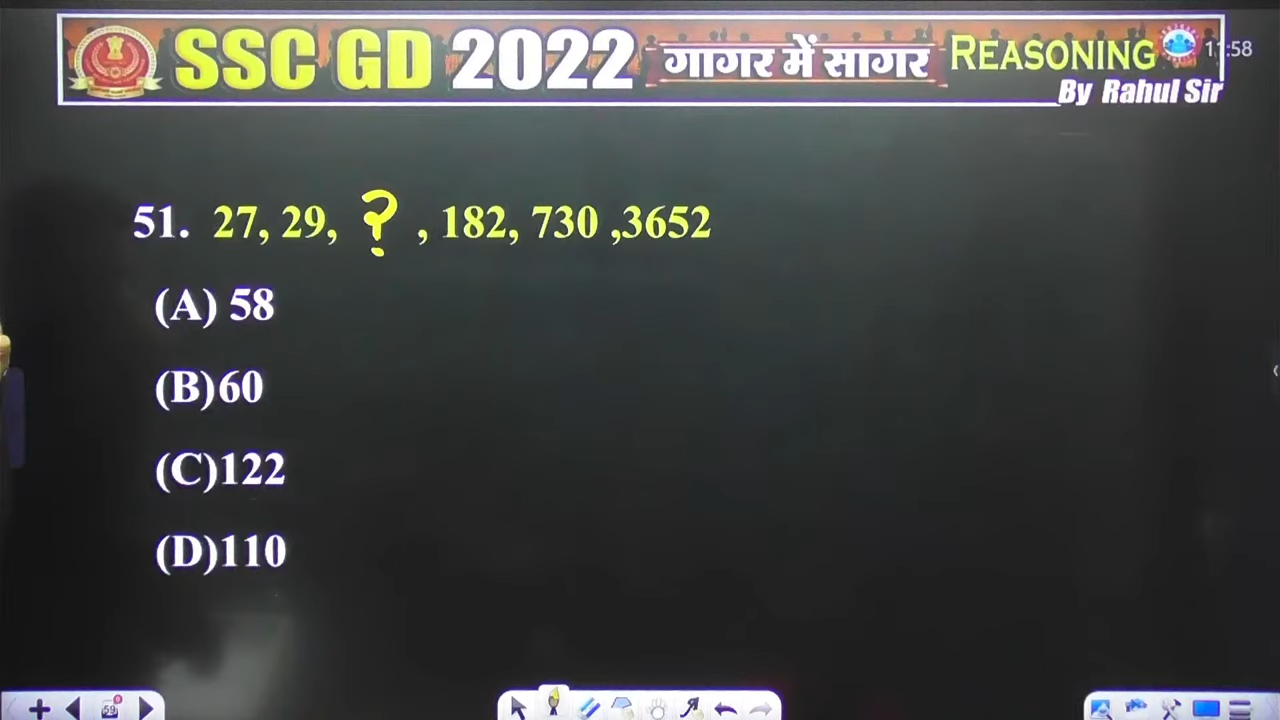 SSC GD 2022 गागर में सागर REASONING 11:58
By Rahul Sir
51. 27, 29, ? , 182, 730 ,3652
(A) 58
(B)60
(C)122
(D)110
59